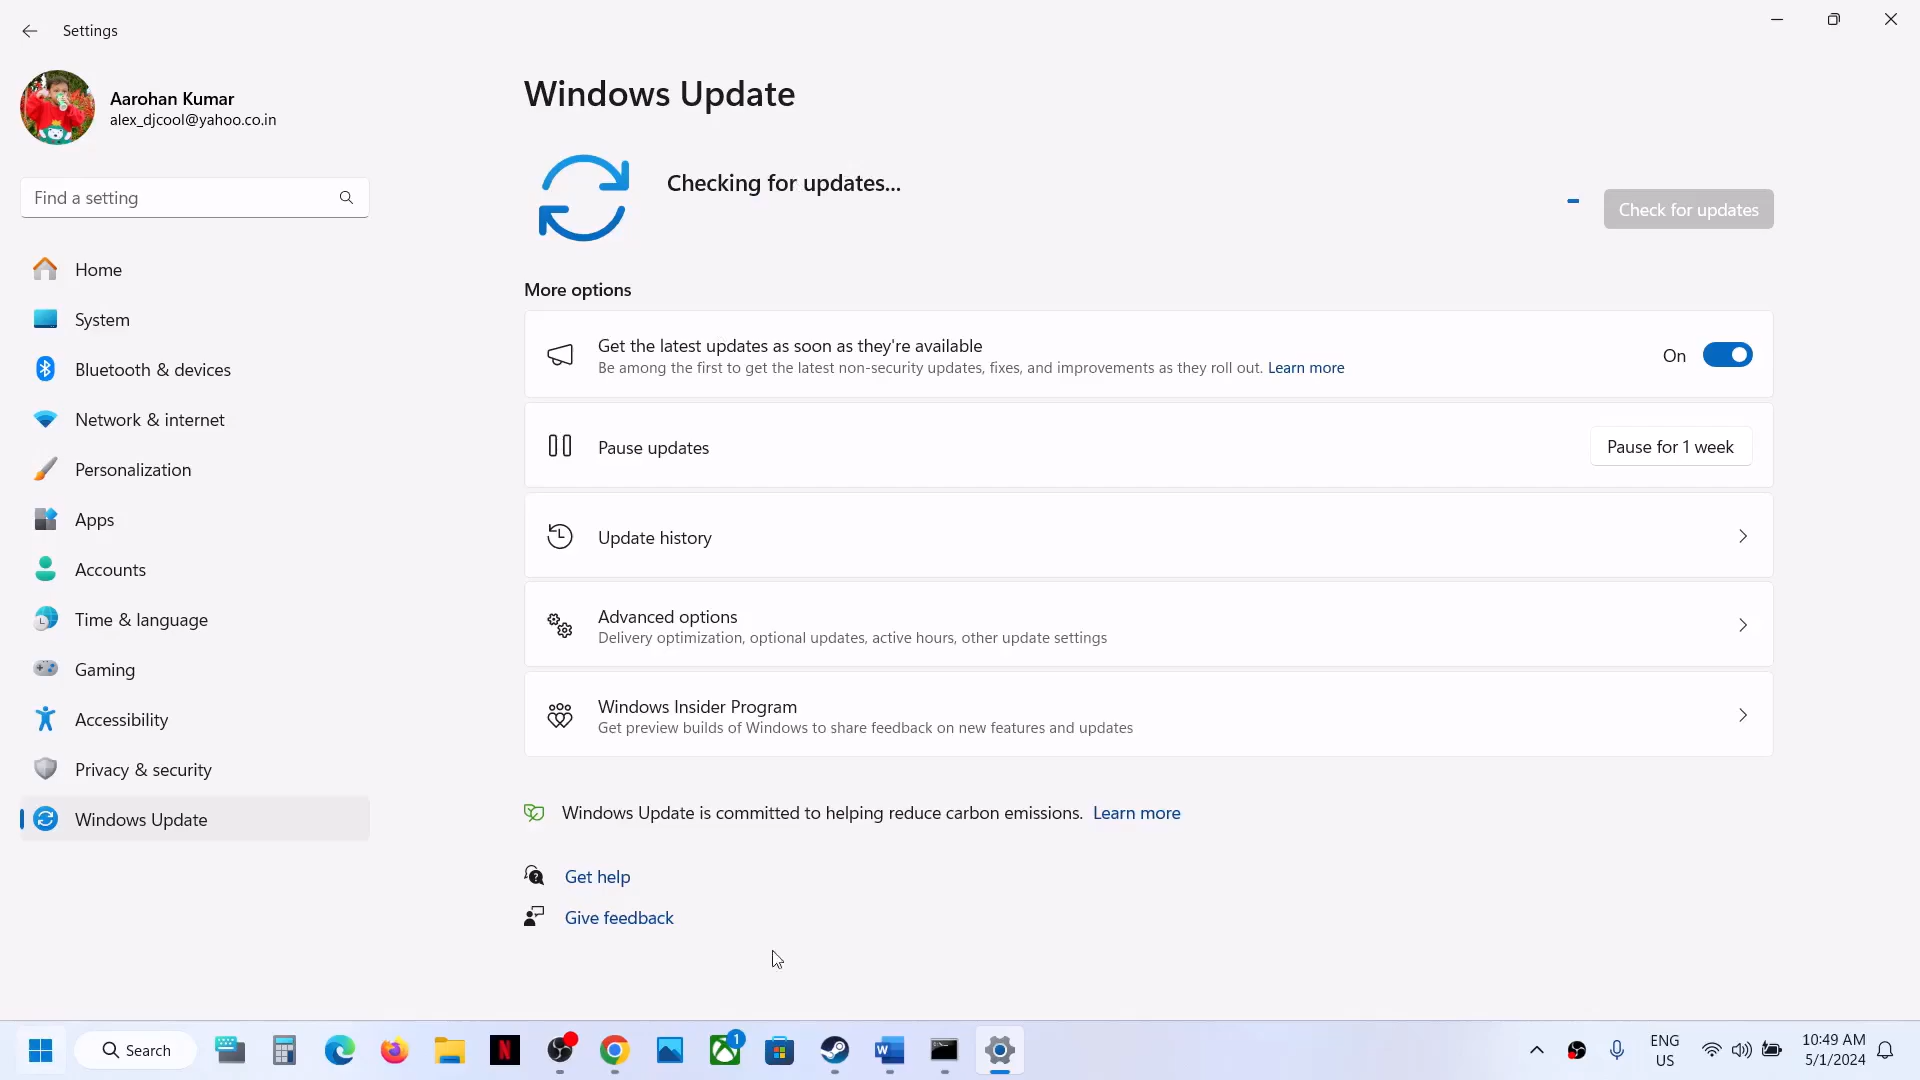 Settings
Aarohan Kumar
alex_djcool@yahoo.co.in
Find a setting
Home
System
Bluetooth & devices
Network & internet
Personalization
Apps
Accounts
Time & language
Gaming
Accessibility
Privacy & security
Windows Update
Windows Update
Checking for updates...
Check for updates
More options
Get the latest updates as soon as they're available
Be among the first to get the latest non-security updates, fixes, and improvements as they roll out. Learn more
On
Pause updates
Pause for 1 week
Update history
Advanced options
Delivery optimization, optional updates, active hours, other update settings
Windows Insider Program
Get preview builds of Windows to share feedback on new features and updates
Windows Update is committed to helping reduce carbon emissions. Learn more
Get help
Give feedback
Search
N
1
W
ENG
US
10:49 AM
5/1/2024